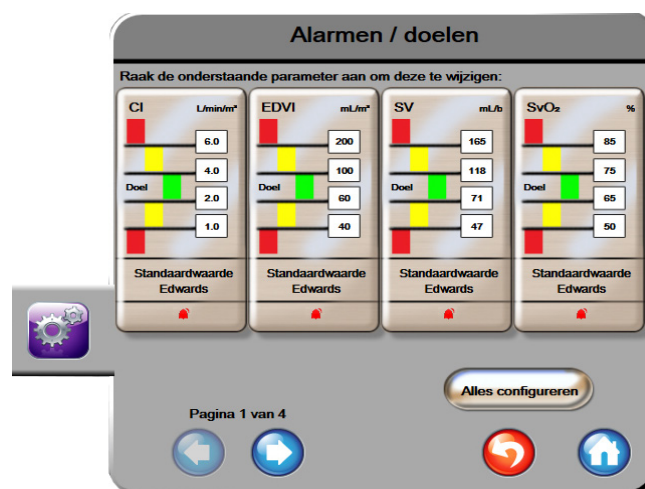 Alarmen / doelen
Raak de onderstaande parameter aan om deze te wijzigen:
CI L/min/m²
6.0
4.0
Doel
2.0
1.0
Standaardwaarde
Edwards
EDVI mL/m²
200
100
Doel
60
40
Standaardwaarde
Edwards
SV mL/b
165
118
Doel
71
47
Standaardwaarde
Edwards
SvO₂ %
85
75
Doel
65
50
Standaardwaarde
Edwards
Alles configureren
Pagina 1 van 4